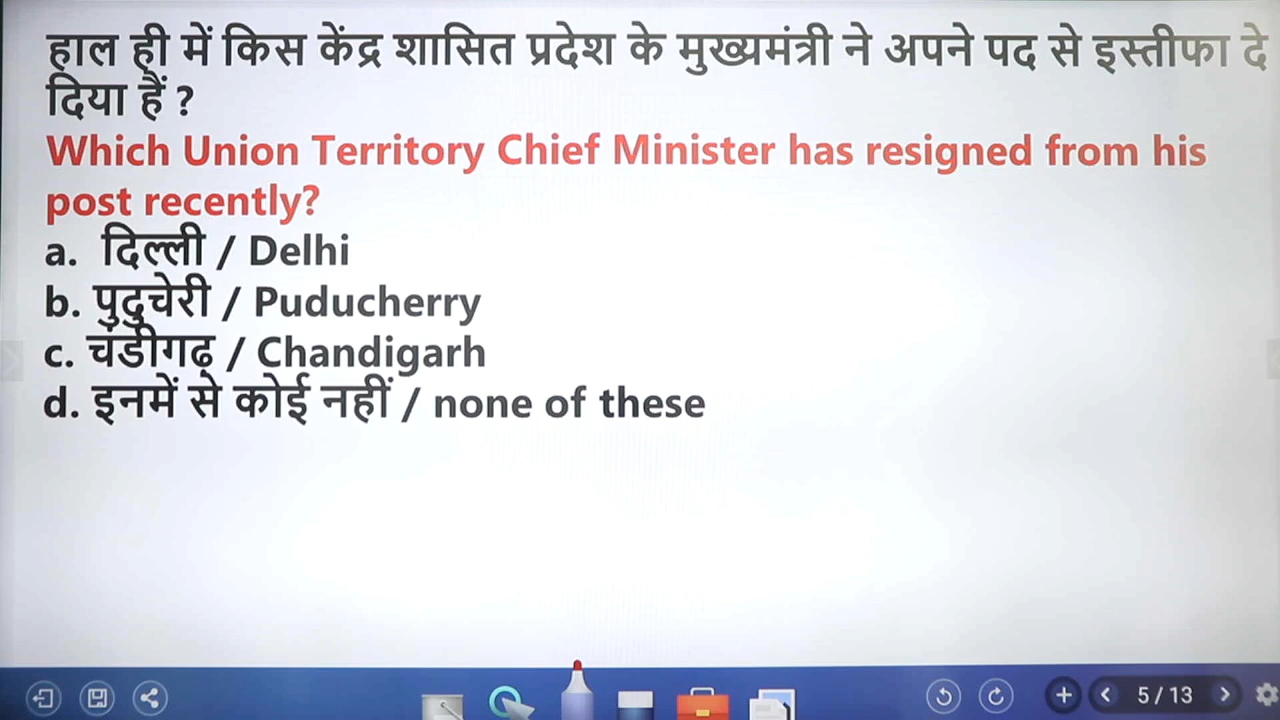 हाल ही में किस केंद्र शासित प्रदेश के मुख्यमंत्री ने अपने पद से इस्तीफा दे
दिया हैं ?
Which Union Territory Chief Minister has resigned from his
post recently?
a. दिल्ली / Delhi
b. पुदुचेरी / Puducherry
c. चंडीगढ़ / Chandigarh
d. इनमें से कोई नहीं / none of these
5 / 13